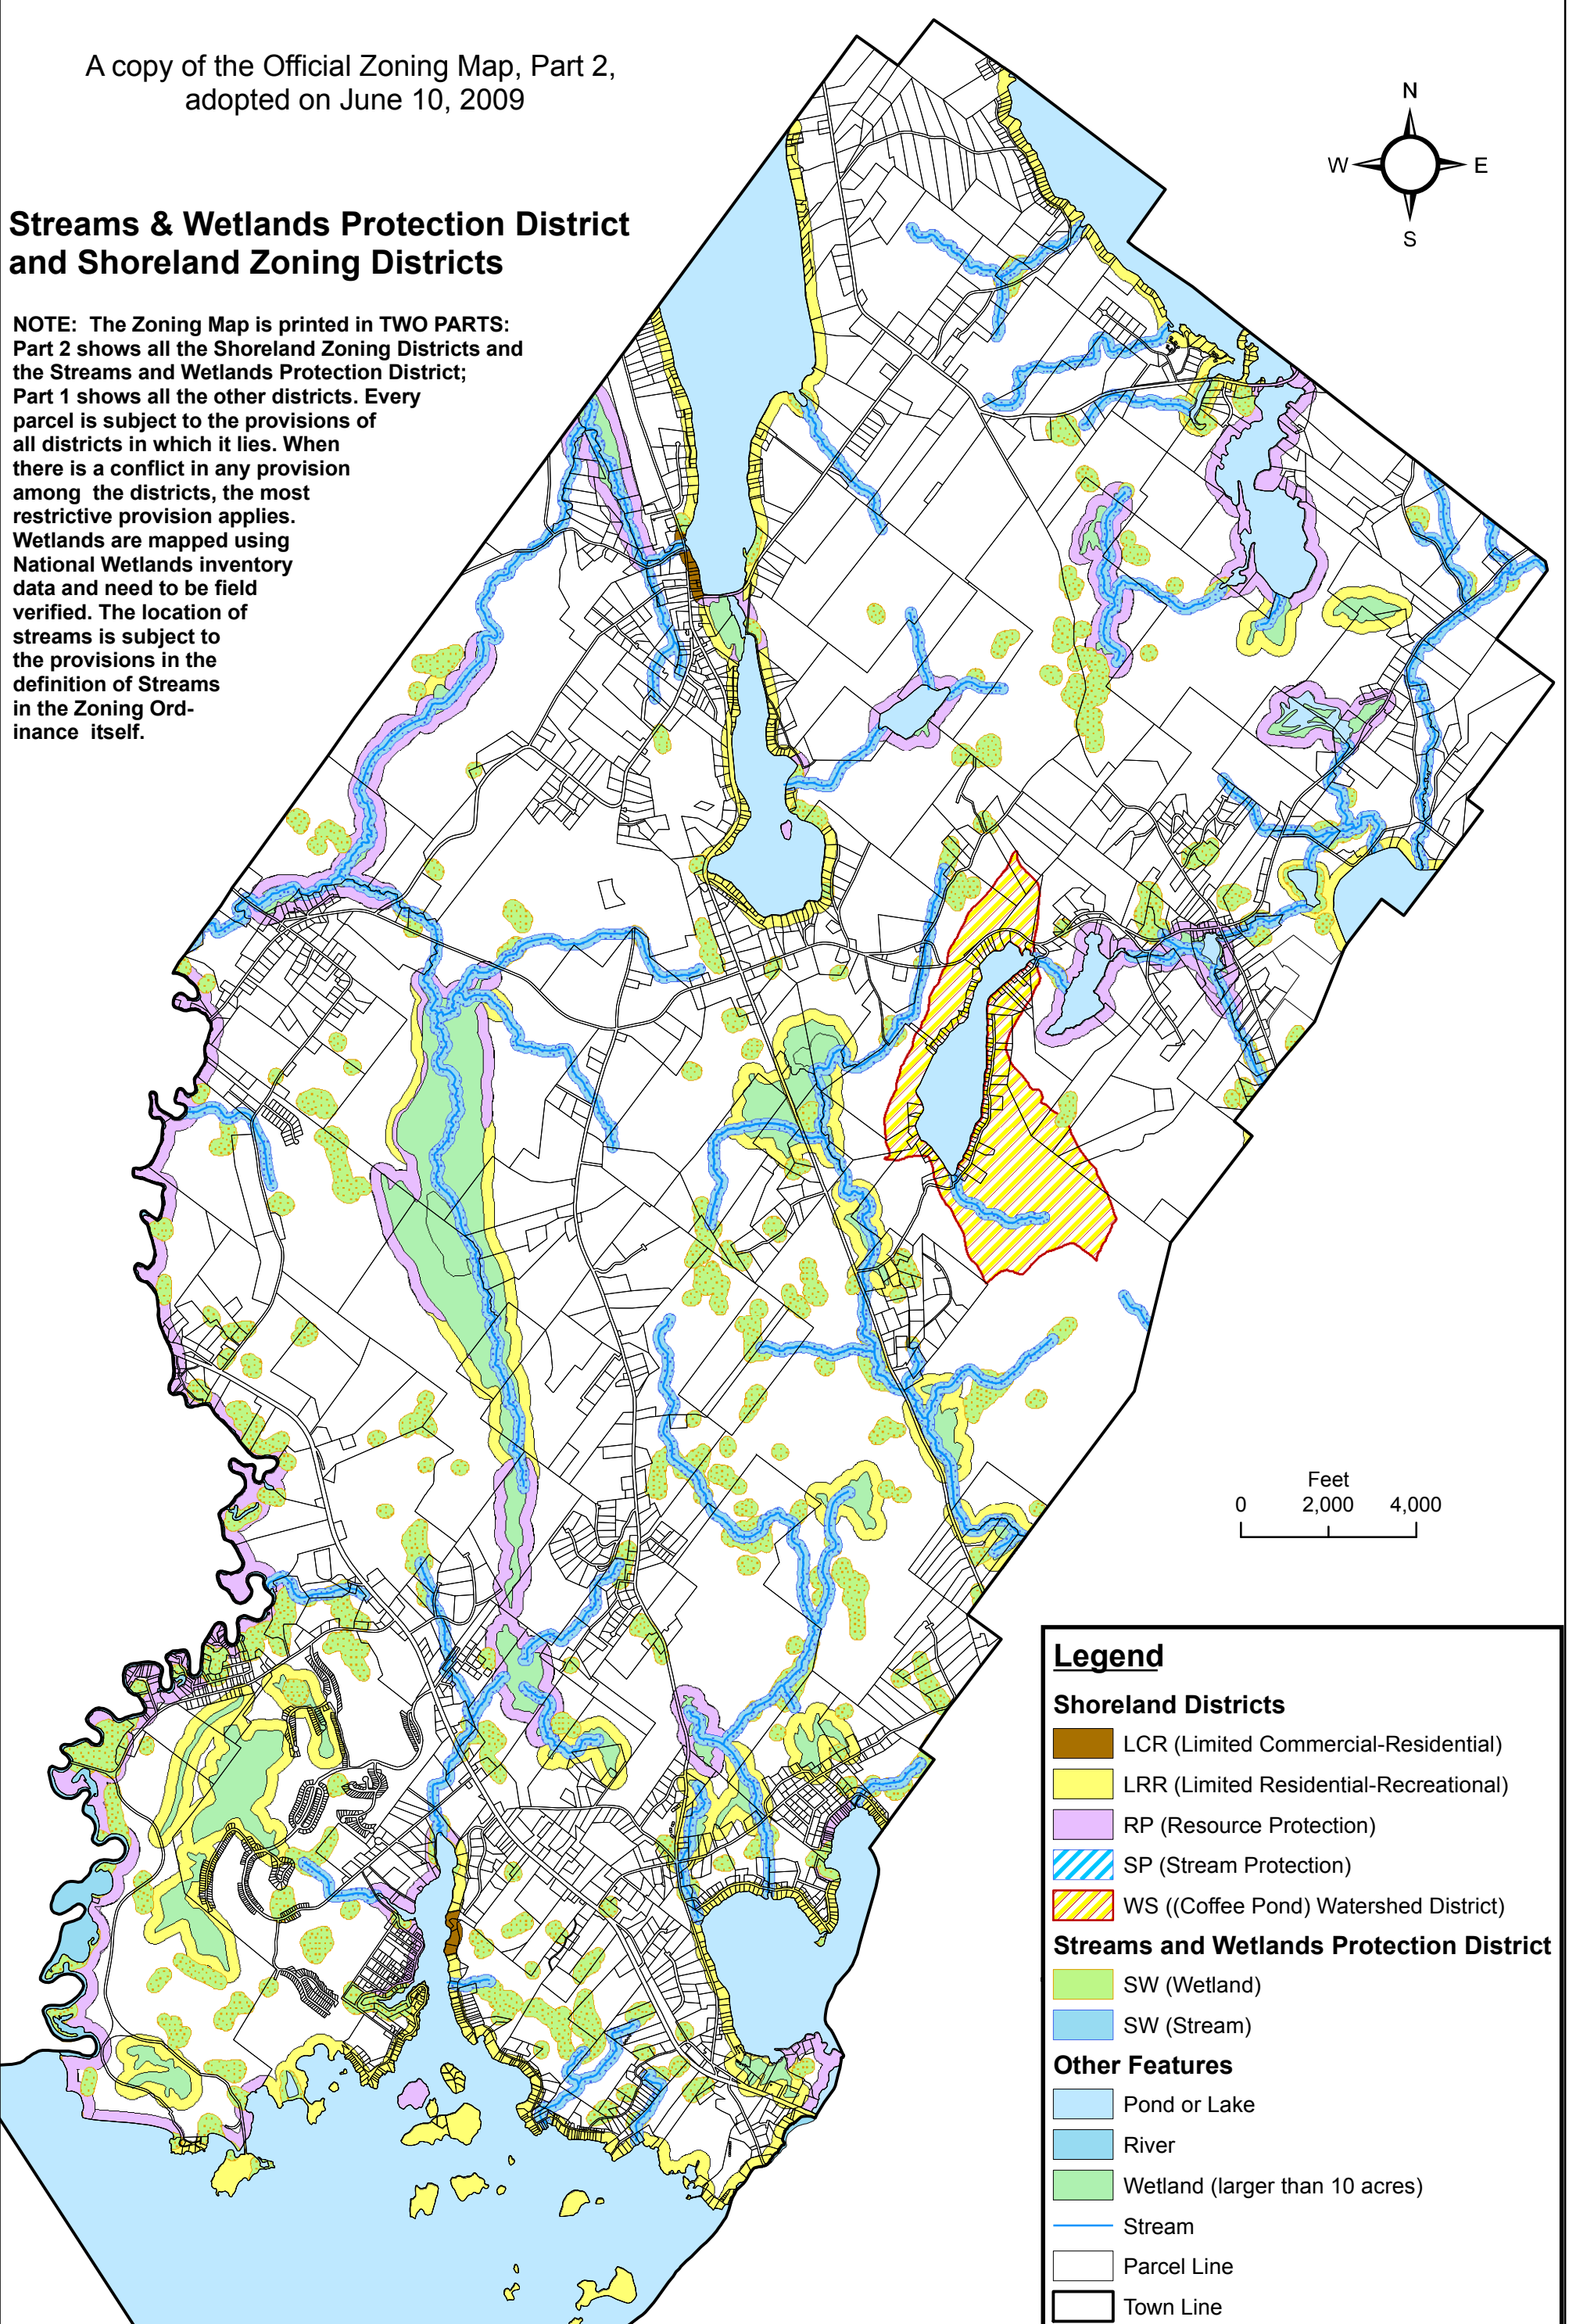 A copy of the Official Zoning Map, Part 2,
adopted on June 10, 2009
N
W
E
S
Streams & Wetlands Protection District
and Shoreland Zoning Districts
NOTE: The Zoning Map is printed in TWO PARTS:
Part 2 shows all the Shoreland Zoning Districts and
the Streams and Wetlands Protection District;
Part 1 shows all the other districts. Every
parcel is subject to the provisions of
all districts in which it lies. When
there is a conflict in any provision
among the districts, the most
restrictive provision applies.
Wetlands are mapped using
National Wetlands inventory
data and need to be field
verified. The location of
streams is subject to
the provisions in the
definition of Streams
in the Zoning Ord-
inance itself.
Feet
0 2,000 4,000
Legend
Shoreland Districts
LCR (Limited Commercial-Residential)
LRR (Limited Residential-Recreational)
RP (Resource Protection)
SP (Stream Protection)
WS ((Coffee Pond) Watershed District)
Streams and Wetlands Protection District
SW (Wetland)
SW (Stream)
Other Features
Pond or Lake
River
Wetland (larger than 10 acres)
Stream
Parcel Line
Town Line